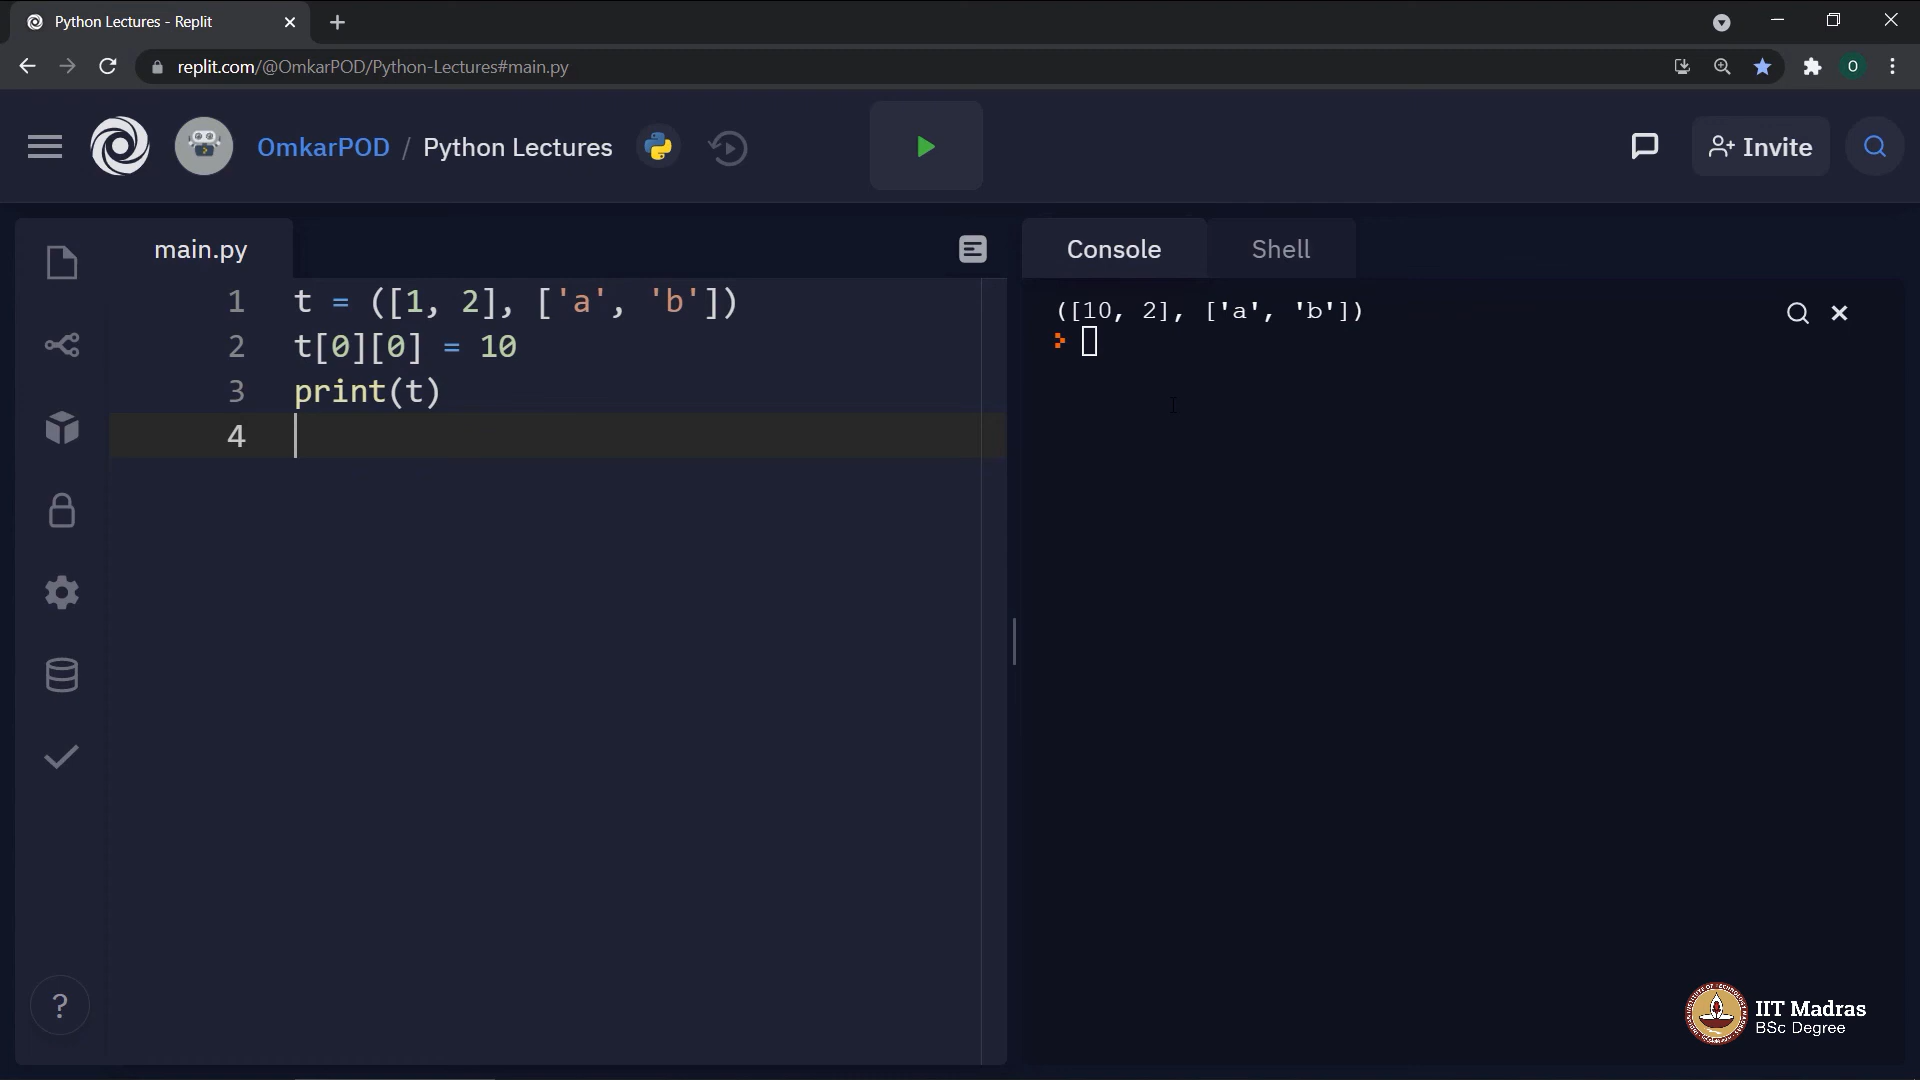 Python Lectures - Replit
replit.com/@OmkarPOD/Python-Lectures#main.py
O
OmkarPOD / Python Lectures
Invite
main.py
Console
Shell
1 t = ([1, 2], ['a', 'b'])
2 t[0][0] = 10
3 print(t)
4
([10, 2], ['a', 'b'])
?
IIT Madras
BSc Degree